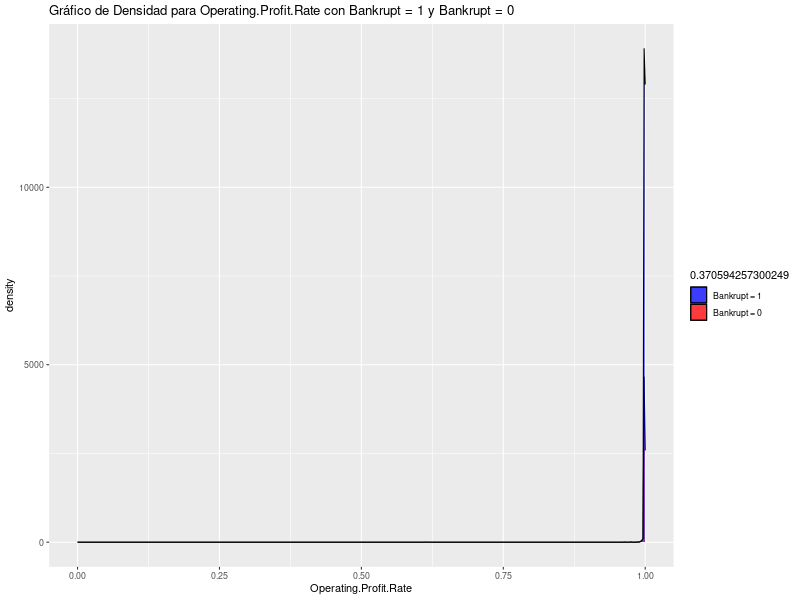 Gráfico de Densidad para Operating.Profit.Rate con Bankrupt = 1 y Bankrupt = 0
10000
5000
0
density
0.00 0.25 0.50 0.75 1.00
Operating.Profit.Rate
0.370594257300249
Bankrupt = 1
Bankrupt = 0